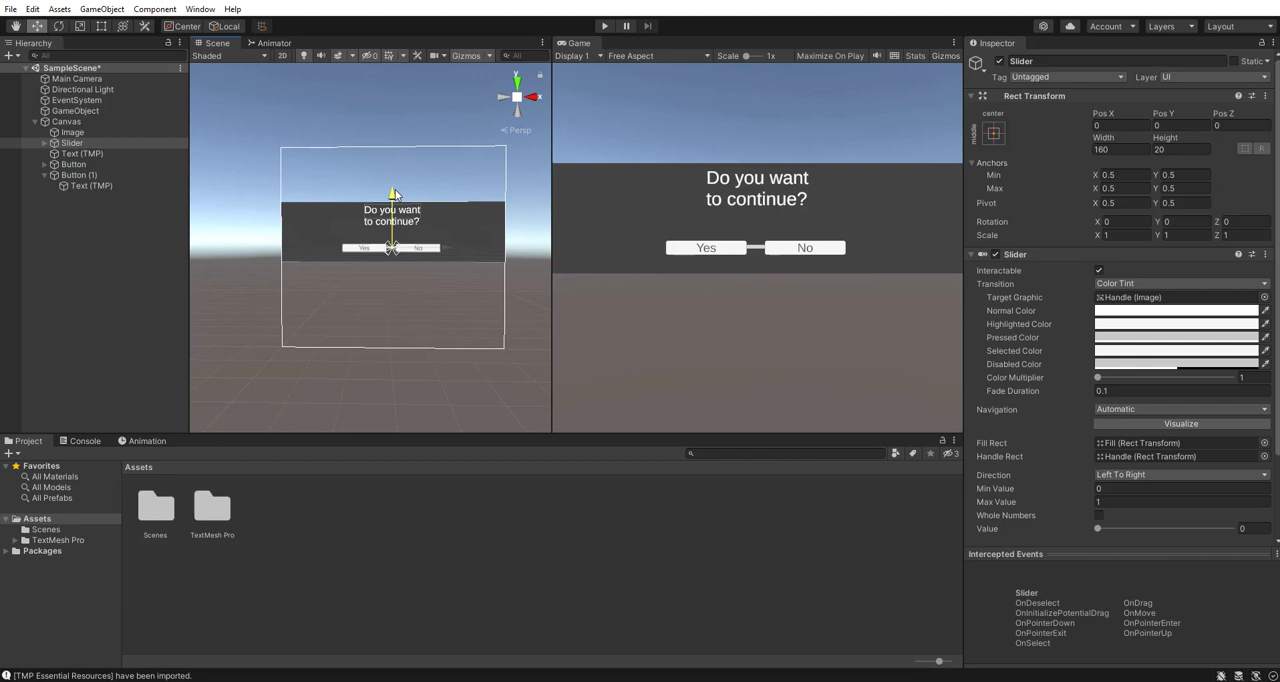 File Edit Assets GameObject Component Window Help
Center Local Account Layers Layout
Hierarchy
All
SampleScene*
Main Camera
Directional Light
EventSystem
GameObject
Canvas
Image
Slider
Text (TMP)
Button
Button (1)
Text (TMP)
Scene Animator
Shaded 2D 0 Gizmos All
y
x
Persp
Do you want
to continue?
Yes No
Game
Display 1 Free Aspect Scale 1x Maximize On Play Stats Gizmos
Do you want
to continue?
Yes No
Inspector
Slider Static
Tag Untagged Layer UI
Rect Transform
center
middle
Pos X Pos Y Pos Z
0 0 0
Width Height
160 20
R
Anchors
Min X 0.5 Y 0.5
Max X 0.5 Y 0.5
Pivot X 0.5 Y 0.5
Rotation X 0 Y 0 Z 0
Scale X 1 Y 1 Z 1
Slider
Interactable
Transition Color Tint
Target Graphic Handle (Image)
Normal Color
Highlighted Color
Pressed Color
Selected Color
Disabled Color
Color Multiplier 1
Fade Duration 0.1
Navigation Automatic
Visualize
Fill Rect Fill (Rect Transform)
Handle Rect Handle (Rect Transform)
Direction Left To Right
Min Value 0
Max Value 1
Whole Numbers
Value 0
Intercepted Events
Slider
OnDeselect OnDrag
OnInitializePotentialDrag OnMove
OnPointerDown OnPointerEnter
OnPointerExit OnPointerUp
OnSelect
Project Console Animation
3
Favorites
All Materials
All Models
All Prefabs
Assets
Scenes
TextMesh Pro
Packages
Assets
Scenes TextMesh Pro
[TMP Essential Resources] have been imported.